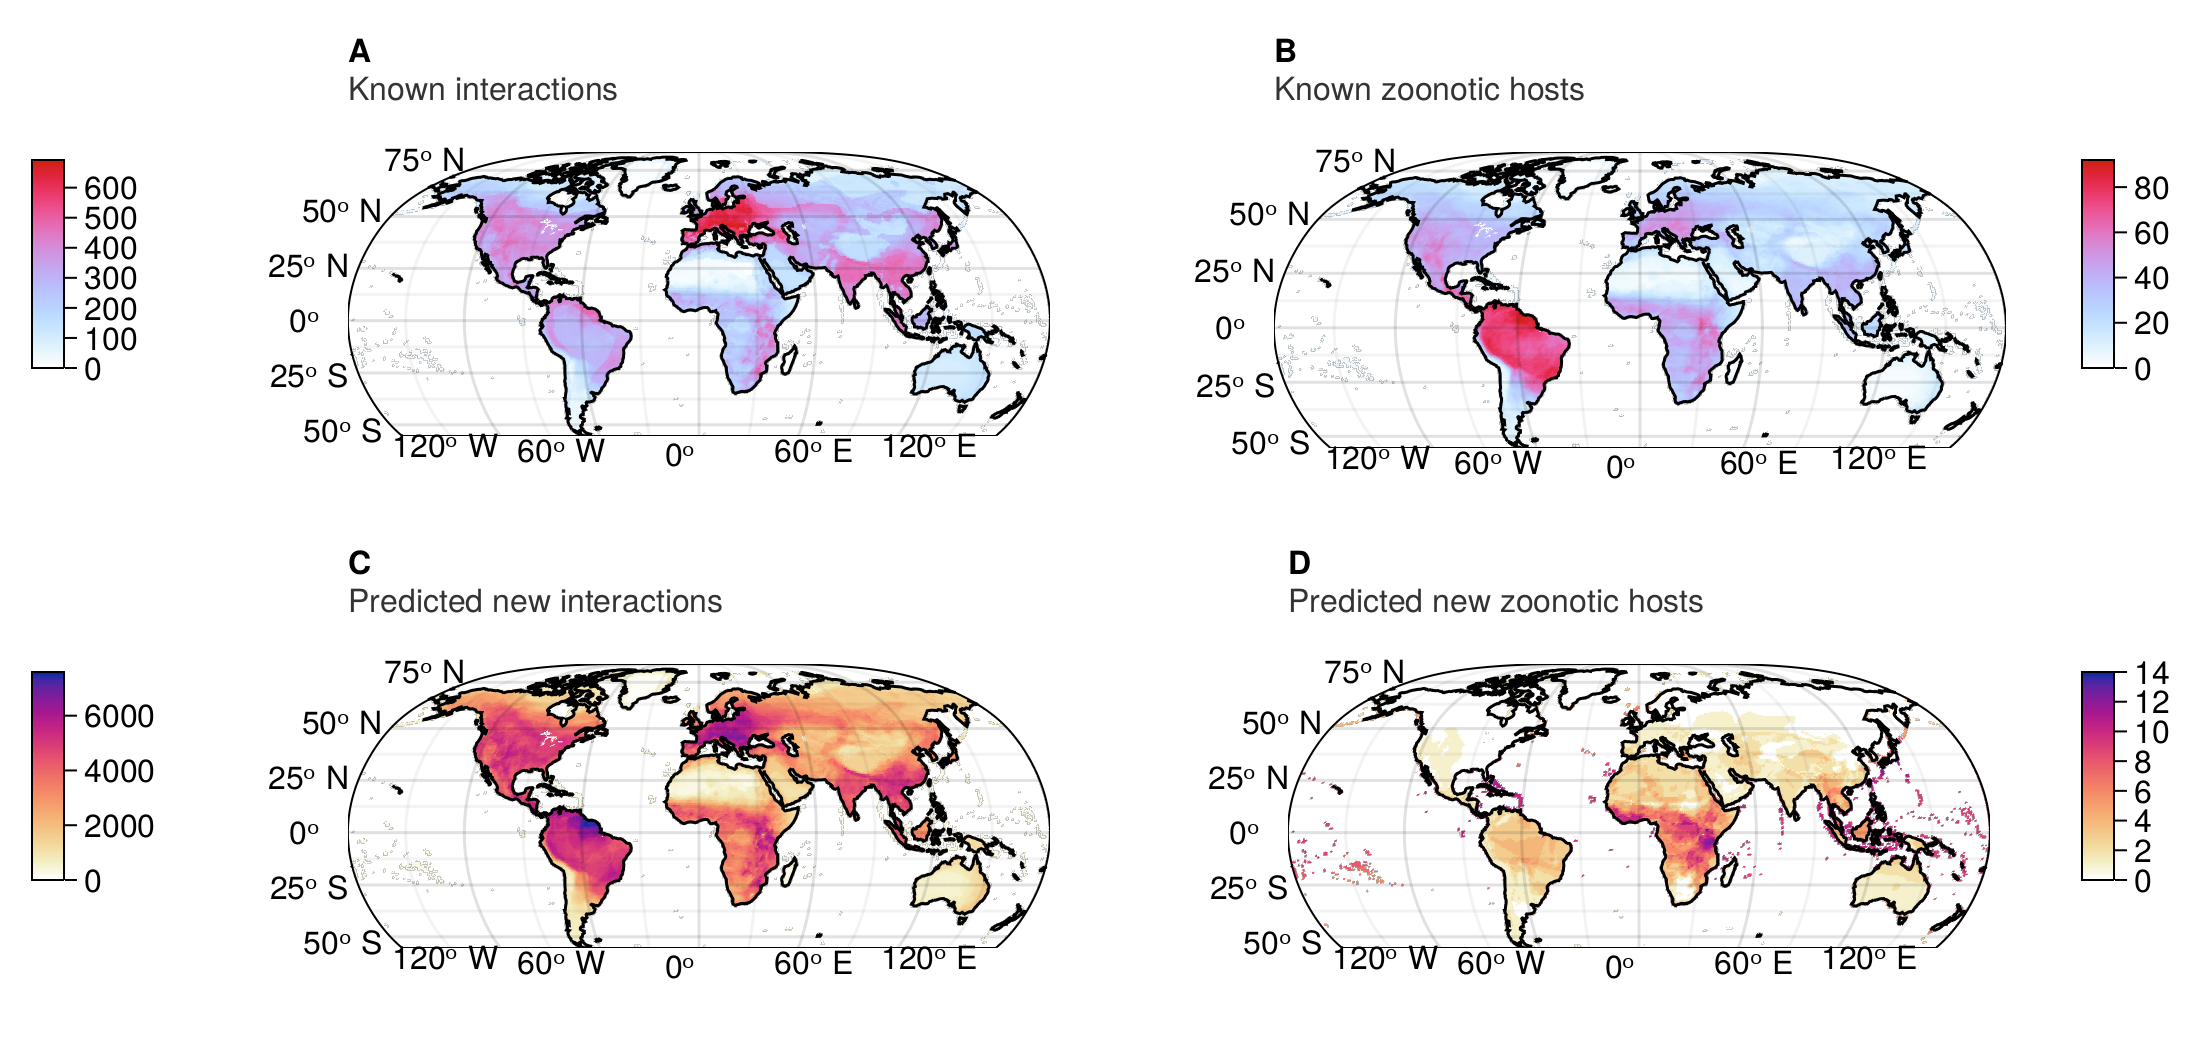 A
Known interactions
600
500
400
300
200
100
0
75° N
50° N
25° N
0°
25° S
50° S
120° W
60° W
0°
60° E
120° E
B
Known zoonotic hosts
75° N
50° N
25° N
0°
25° S
50° S
120° W
60° W
0°
60° E
120° E
80
60
40
20
0
C
Predicted new interactions
6000
4000
2000
0
75° N
50° N
25° N
0°
25° S
50° S
120° W
60° W
0°
60° E
120° E
D
Predicted new zoonotic hosts
75° N
50° N
25° N
0°
25° S
50° S
120° W
60° W
0°
60° E
120° E
14
12
10
8
6
4
2
0